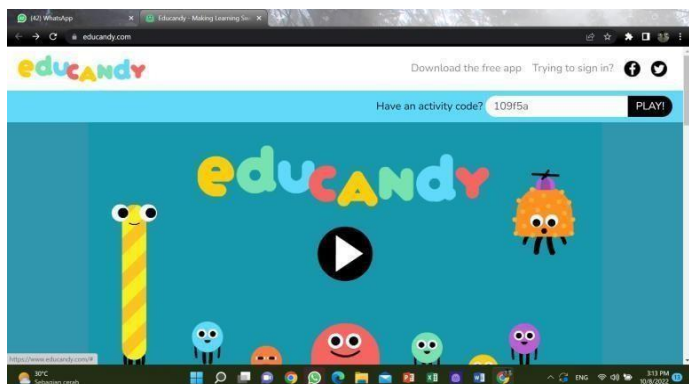 (42) WhatsApp
Educandy - Making Learning Swe
educandy.com
educandy
Download the free app Trying to sign in?
Have an activity code? 109f5a PLAY!
educandy
https://www.educandy.com/#
30°C
Sebagian cerah
ENG
3:13 PM
10/8/2022